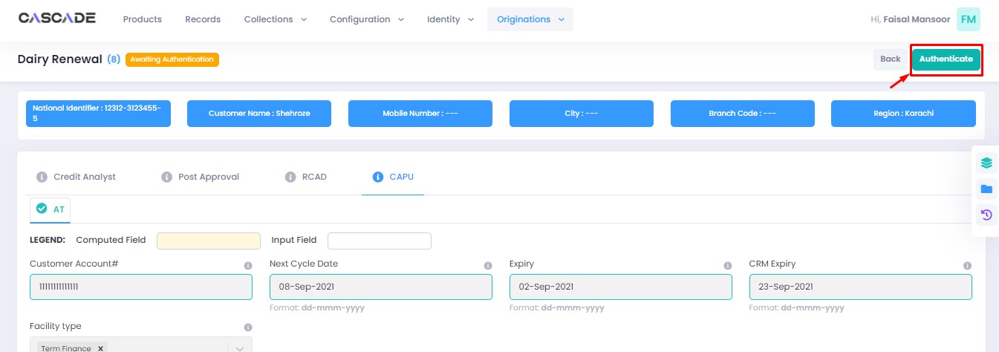 CASCADE Products Records Collections Configuration Identity Originations Hi, Faisal Mansoor FM
Dairy Renewal (8) Awaiting Authentication Back Authenticate
National Identifier : 12312-3123455-
5
Customer Name : Shehroze
Mobile Number : ---
City : ---
Branch Code : ---
Region : Karachi
Credit Analyst Post Approval RCAD CAPU
AT
LEGEND: Computed Field Input Field
Customer Account# Next Cycle Date Expiry CRM Expiry
11111111111111 08-Sep-2021 02-Sep-2021 23-Sep-2021
Format: dd-mmm-yyyy Format: dd-mmm-yyyy Format: dd-mmm-yyyy
Facility type
Term Finance